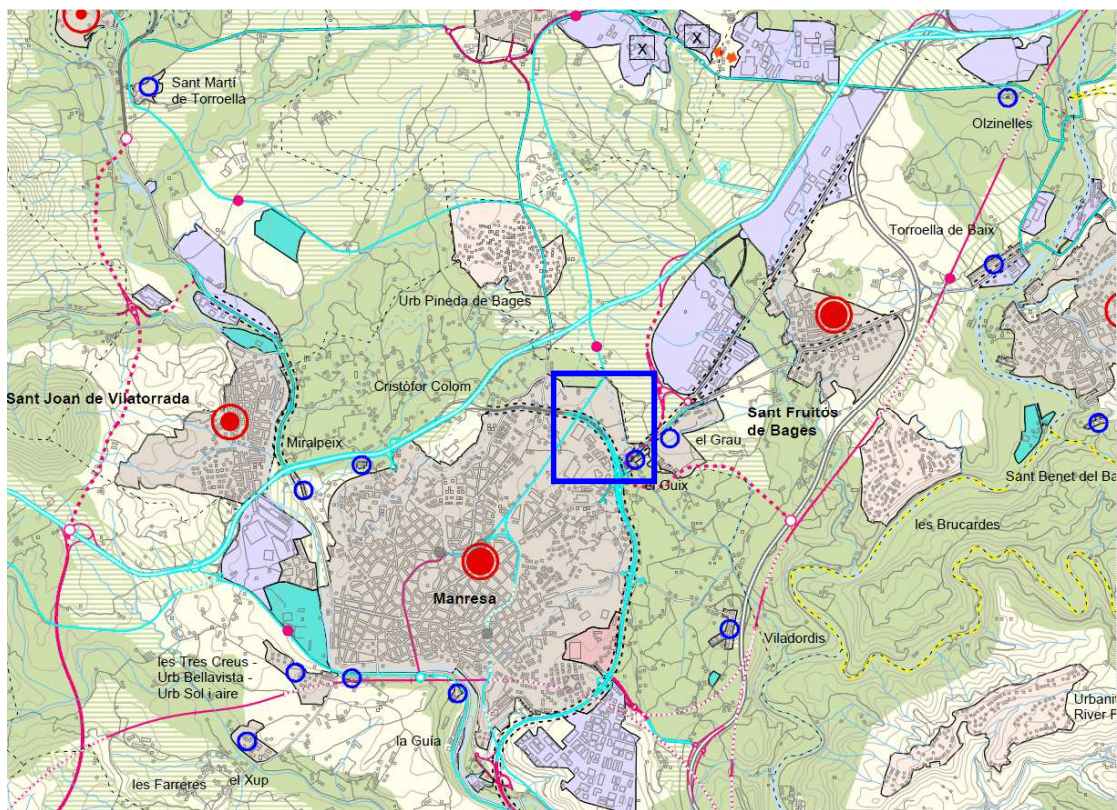 Sant Martí
de Torroella
X
X
Olzinelles
Torroella de Baix
Urb Pineda de Bages
Cristòfor Colom
Sant Joan de Vilatorrada
Miralpeix
Sant Fruitós
de Bages
el Grau
el Guix
Sant Benet del Ba
les Brucardes
Manresa
Viladordis
les Tres Creus -
Urb Bellavista -
Urb Sol i aire
la Guia
el Xup
les Farreres
Urbani
River P